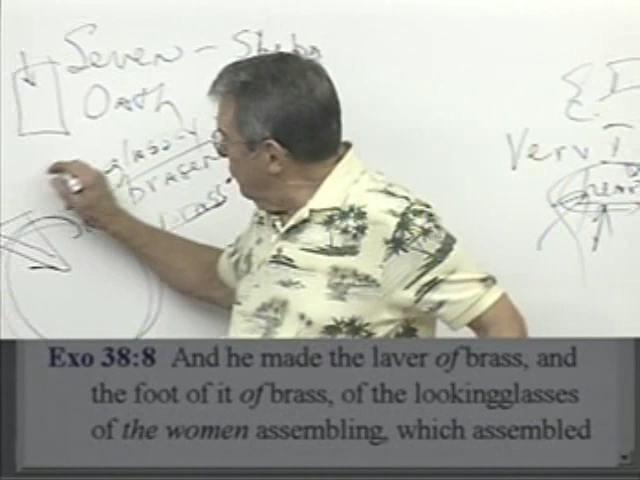 Seven - Sheba
Oath
glassy
brazen
brass
Very
Exo 38:8 And he made the laver of brass, and
the foot of it of brass, of the lookingglasses
of the women assembling, which assembled